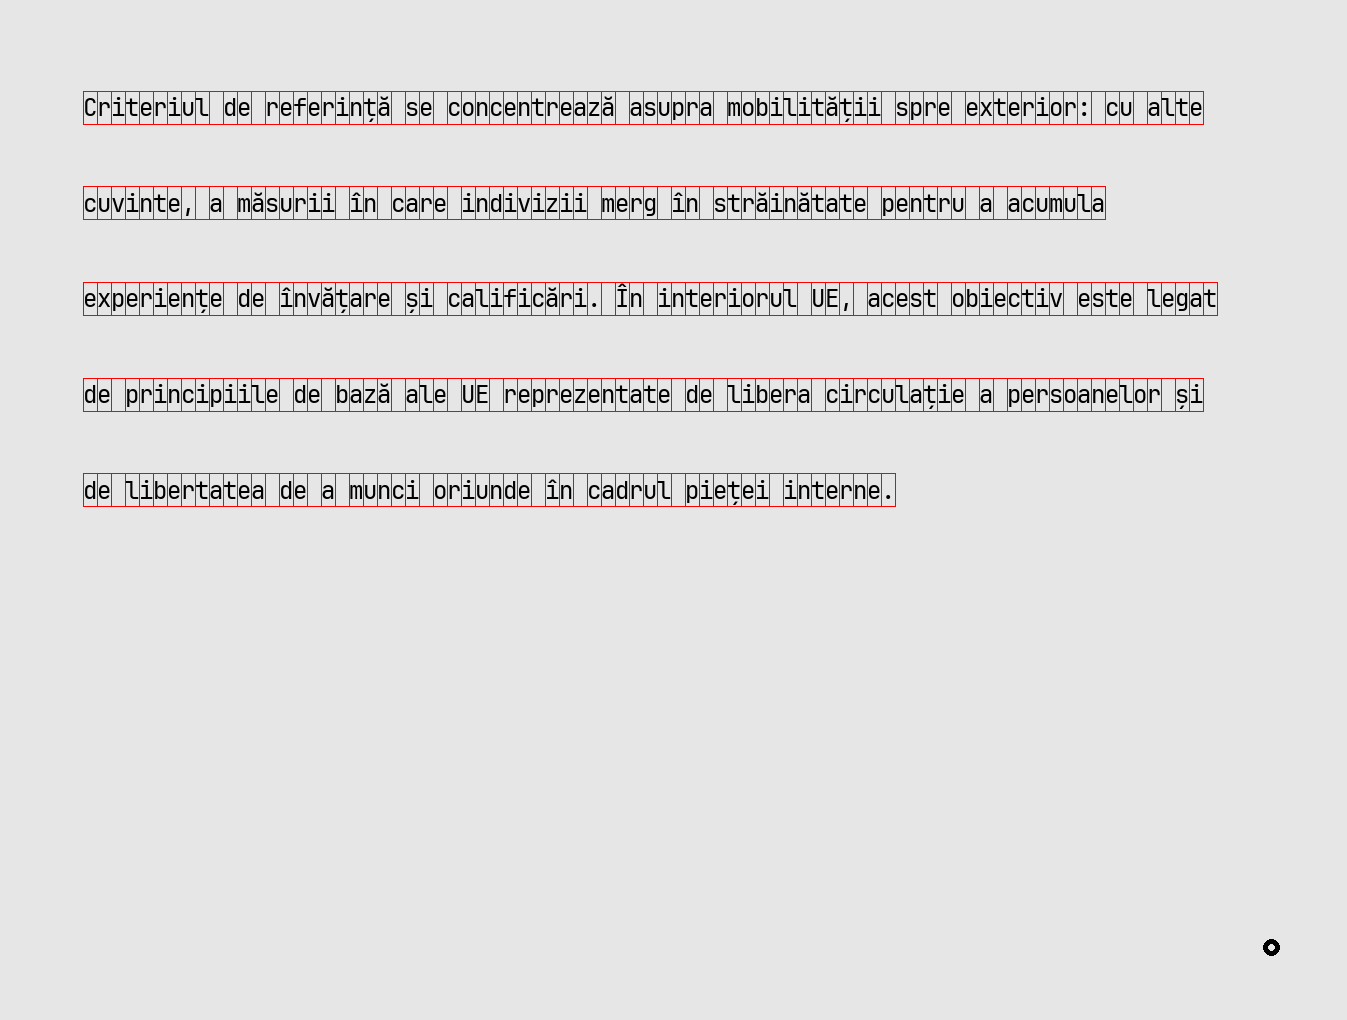 Criteriul de referință se concentrează asupra mobilității spre exterior: cu alte
cuvinte, a măsurii în care indivizii merg în străinătate pentru a acumula
experiențe de învățare și calificări. În interiorul UE, acest obiectiv este legat
de principiile de bază ale UE reprezentate de libera circulație a persoanelor și
de libertatea de a munci oriunde în cadrul pieței interne.